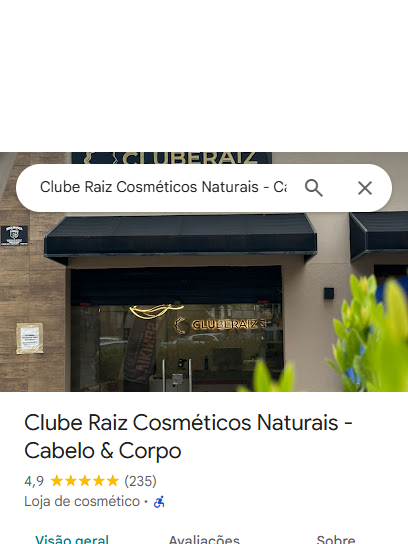 CLUBERAIZ
Clube Raiz Cosméticos Naturais - Ca
CLUBERAIZ
Clube Raiz Cosméticos Naturais -
Cabelo & Corpo
4,9 ★★★★★ (235)
Loja de cosmético ·
Visão geral Avaliações Sobre